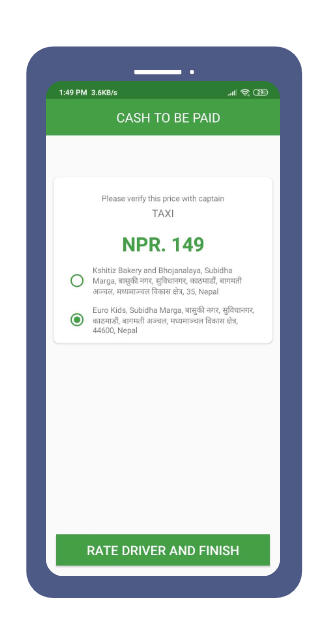 1:49 PM 3.6KB/s
CASH TO BE PAID
Please verify this price with captain
TAXI
NPR. 149
Kshitiz Bakery and Bhojanalaya, Subidha
Marga, बासुकी नगर, सुविधानगर, काठमाडौं, बागमती
अञ्चल, मध्यमाञ्चल विकास क्षेत्र, 35, Nepal
Euro Kids, Subidha Marga, बासुकी नगर, सुविधानगर,
काठमाडौं, बागमती अञ्चल, मध्यमाञ्चल विकास क्षेत्र,
44600, Nepal
RATE DRIVER AND FINISH